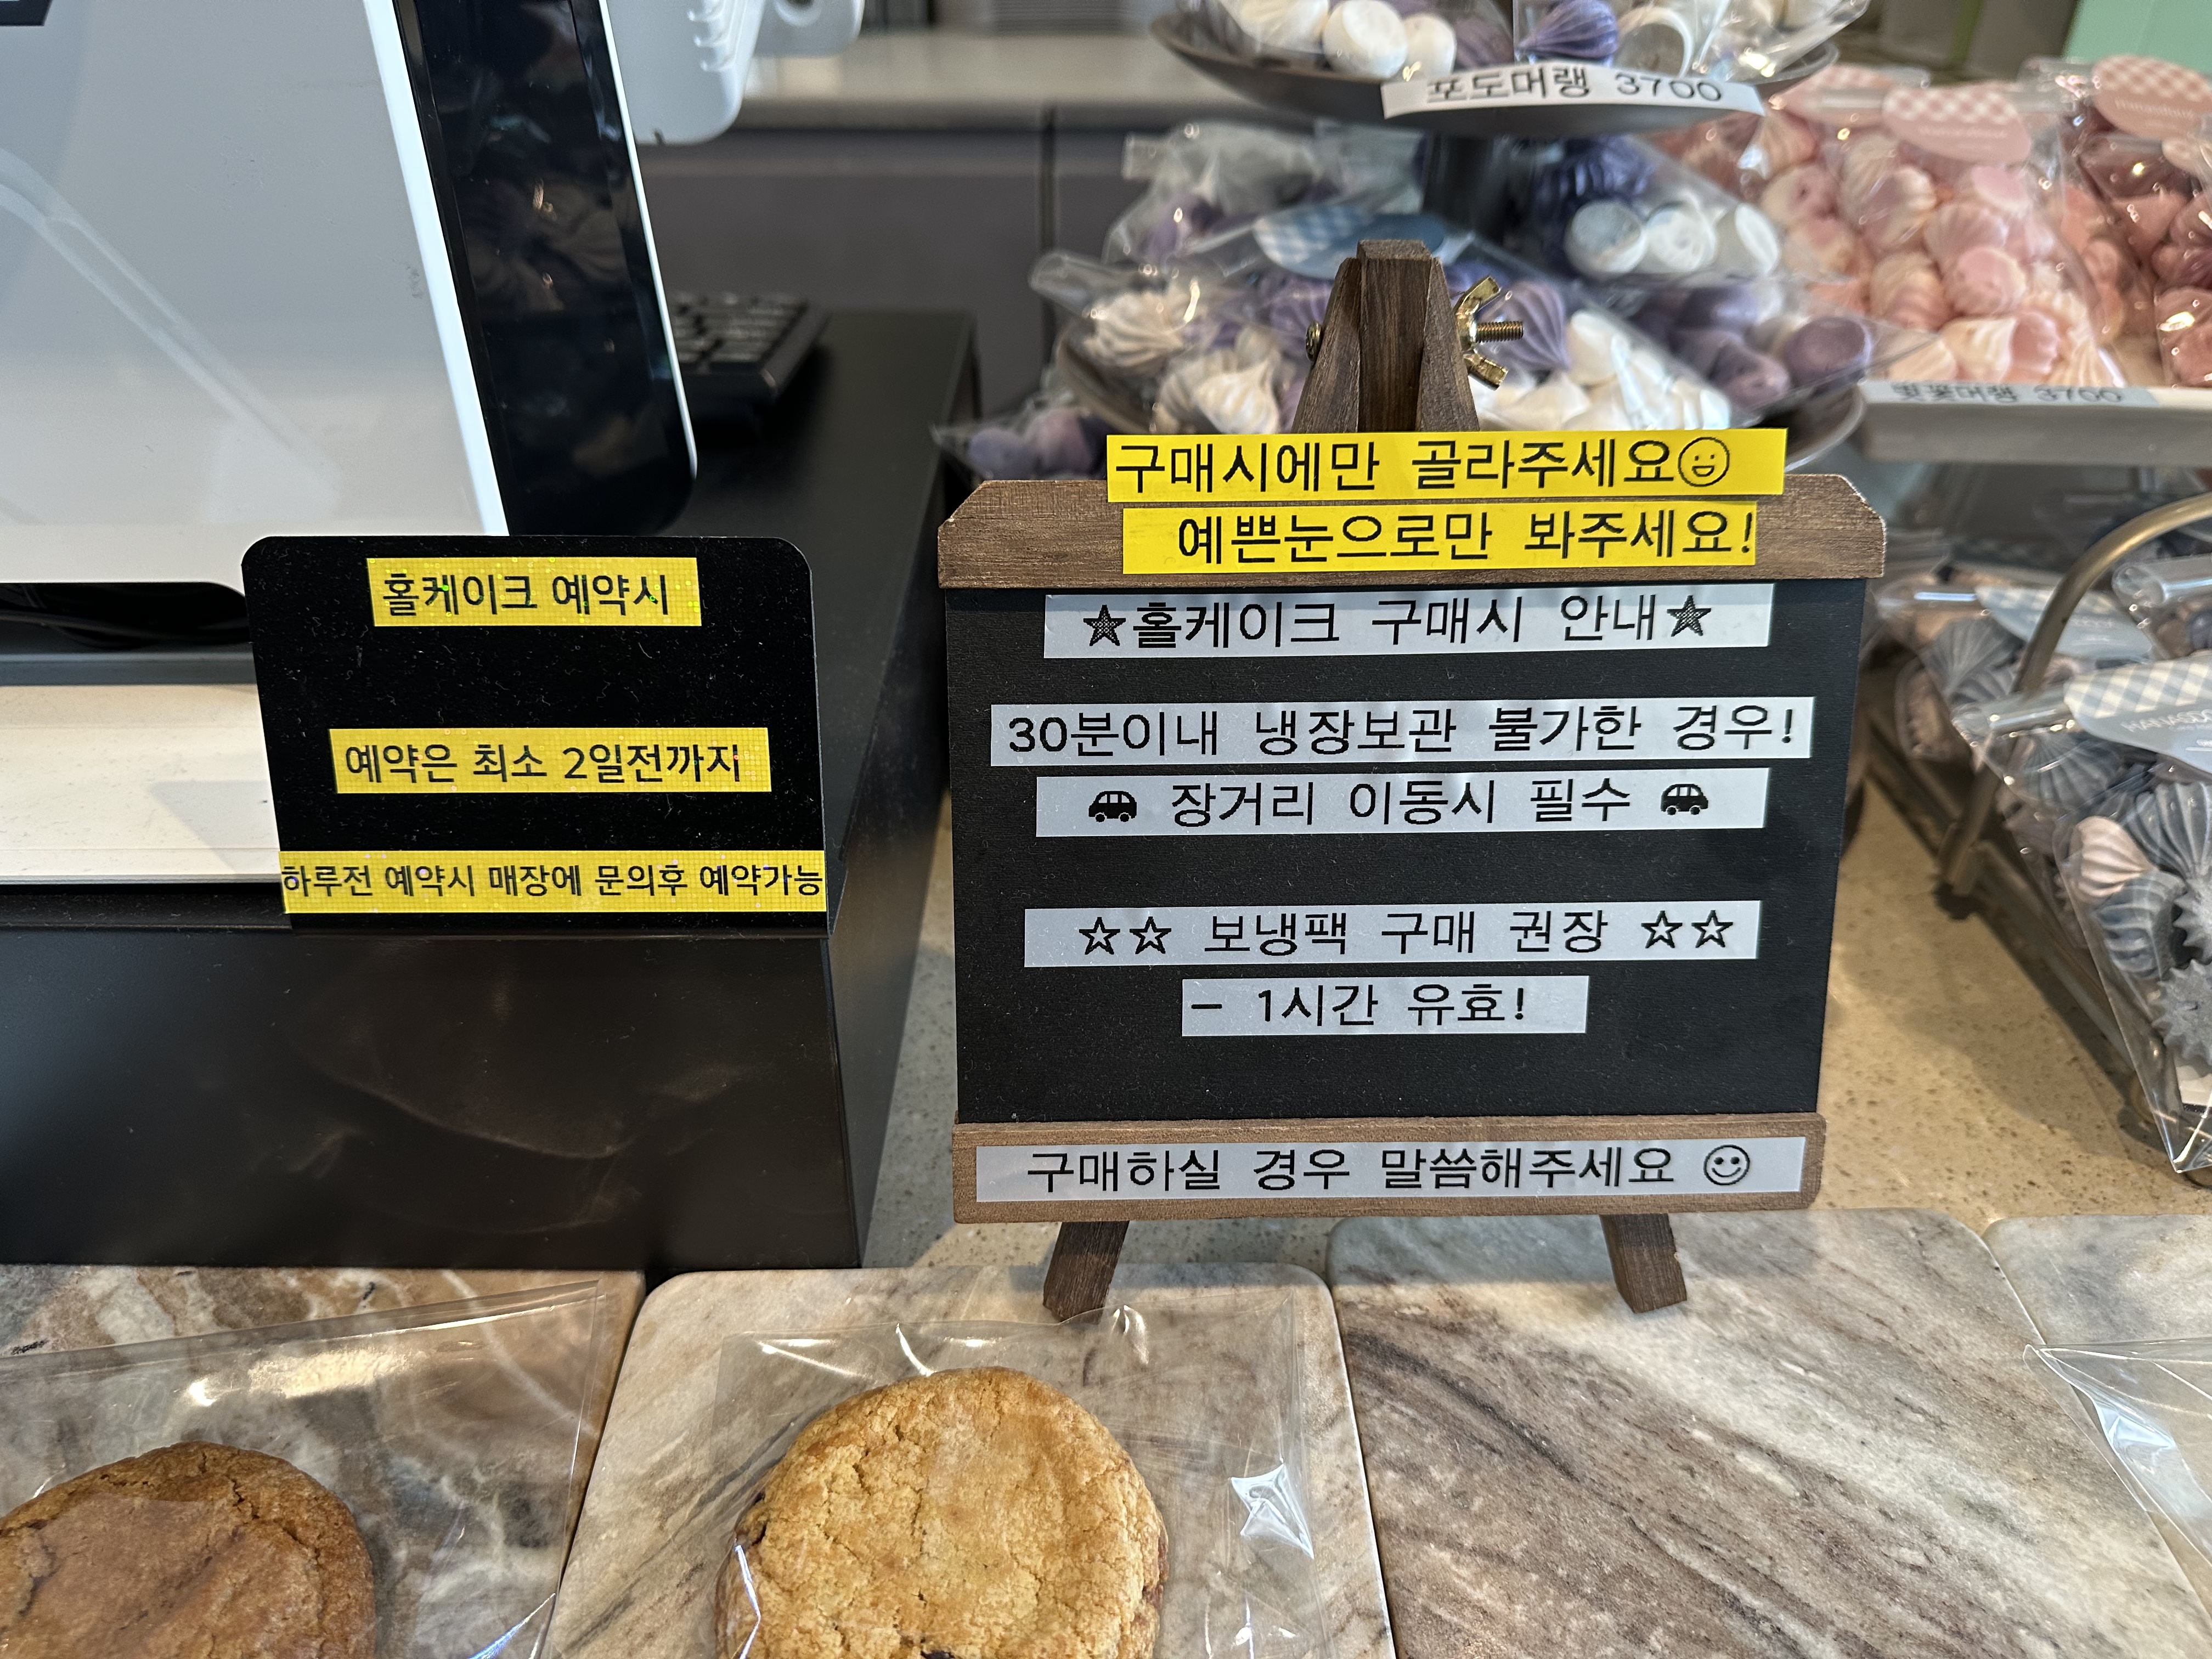 포도머랭 3700
벚꽃머랭 3700
홀케이크 예약시
예약은 최소 2일전까지
하루전 예약시 매장에 문의후 예약가능
구매시에만 골라주세요
예쁜눈으로만 봐주세요!
★홀케이크 구매시 안내★
30분이내 냉장보관 불가한 경우!
🚗 장거리 이동시 필수 🚗
☆☆ 보냉팩 구매 권장 ☆☆
- 1시간 유효!
구매하실 경우 말씀해주세요 ☺